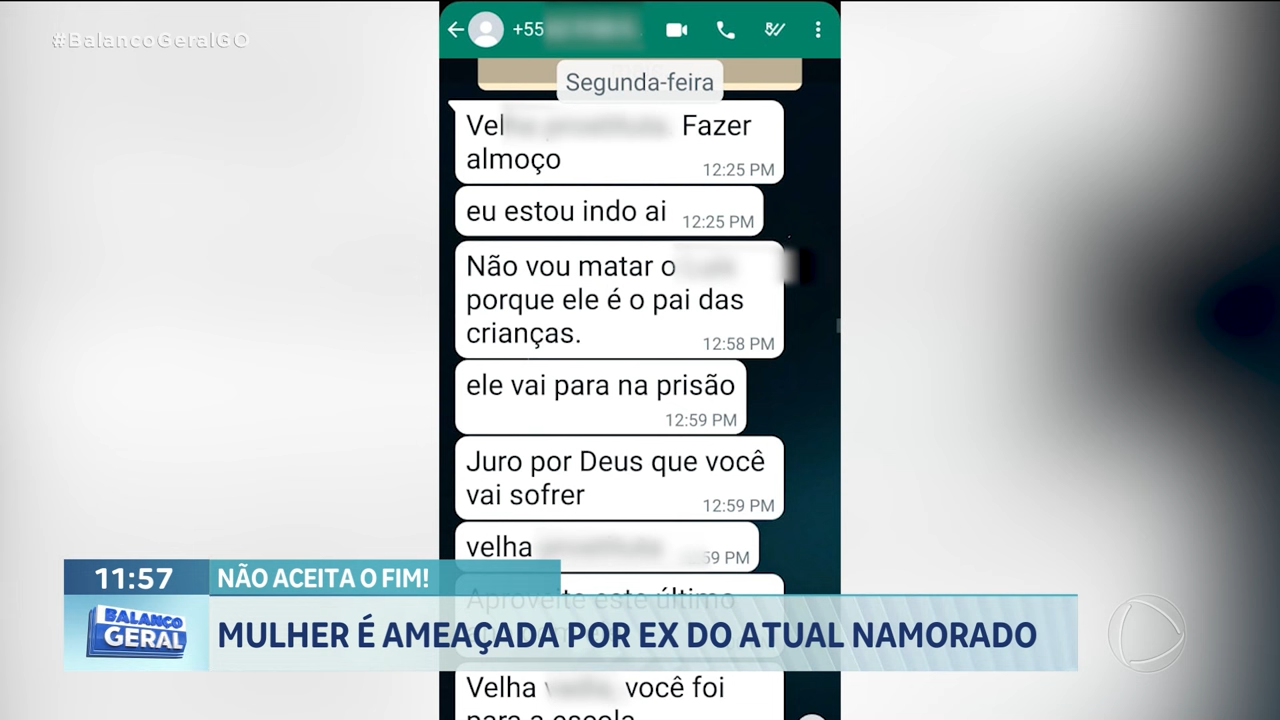 #BalancoGeralGO
+55
Segunda-feira
Vel Fazer
almoço
12:25 PM
eu estou indo ai
12:25 PM
Não vou matar o
porque ele é o pai das
crianças.
12:58 PM
ele vai para na prisão
12:59 PM
Juro por Deus que você
vai sofrer
12:59 PM
velha
59 PM
Aproveite este último
Velha você foi
para a escola
11:57
NÃO ACEITA O FIM!
BALANÇO
GERAL
MULHER É AMEAÇADA POR EX DO ATUAL NAMORADO